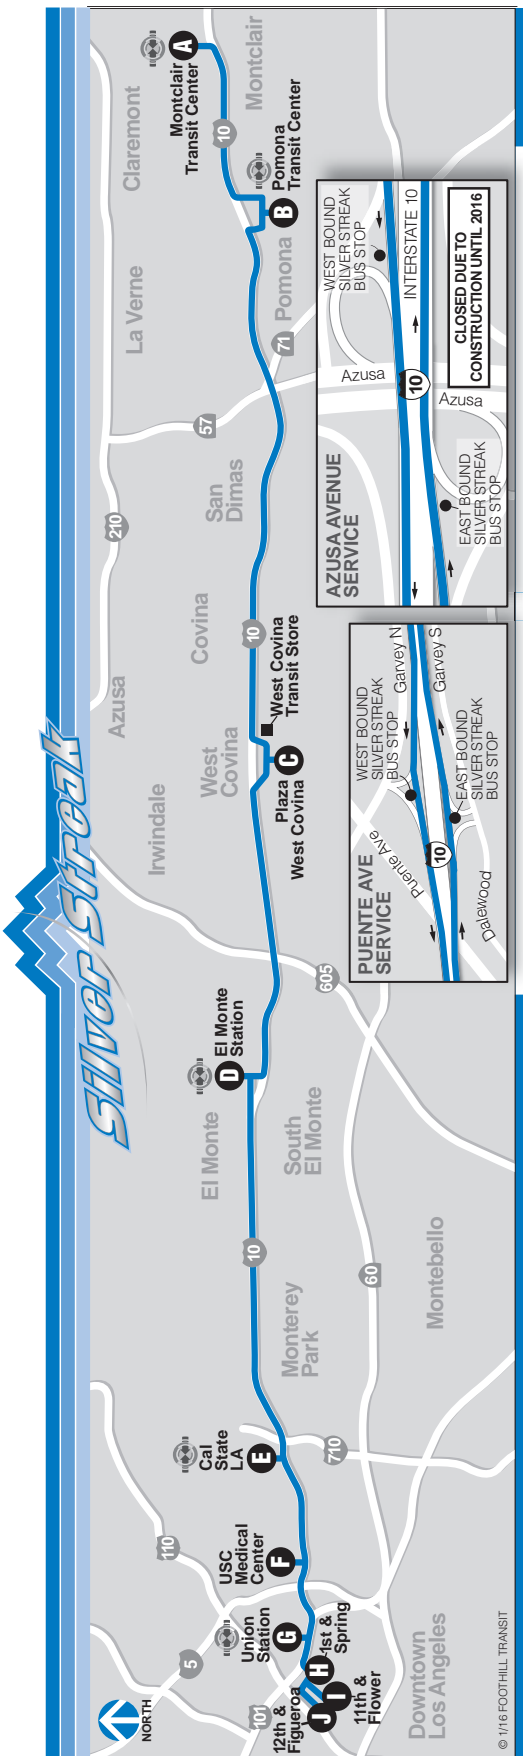 Silver Streak
NORTH
5
110
101
12th &
Figueroa
J
I
11th &
Flower
H
1st &
Spring
Union
Station
G
USC
Medical
Center
F
Cal
State
LA
E
710
Downtown
Los Angeles
Monterey
Park
10
60
Montebello
El Monte
South
El Monte
El Monte
Station
D
605
Irwindale
West
Covina
Plaza
West Covina
C
West Covina
Transit Store
Azusa
Covina
10
210
San
Dimas
57
71
La Verne
Pomona
B
Pomona
Transit Center
Claremont
10
Montclair
Transit Center
A
Montclair
PUENTE AVE
SERVICE
Puente Ave
WEST BOUND
SILVER STREAK
BUS STOP
Garvey N
Garvey S
10
EAST BOUND
SILVER STREAK
BUS STOP
Dalewood
AZUSA AVENUE
SERVICE
WEST BOUND
SILVER STREAK
BUS STOP
Azusa
10
INTERSTATE 10
Azusa
EAST BOUND
SILVER STREAK
BUS STOP
CLOSED DUE TO
CONSTRUCTION UNTIL 2016
© 1/16 FOOTHILL TRANSIT